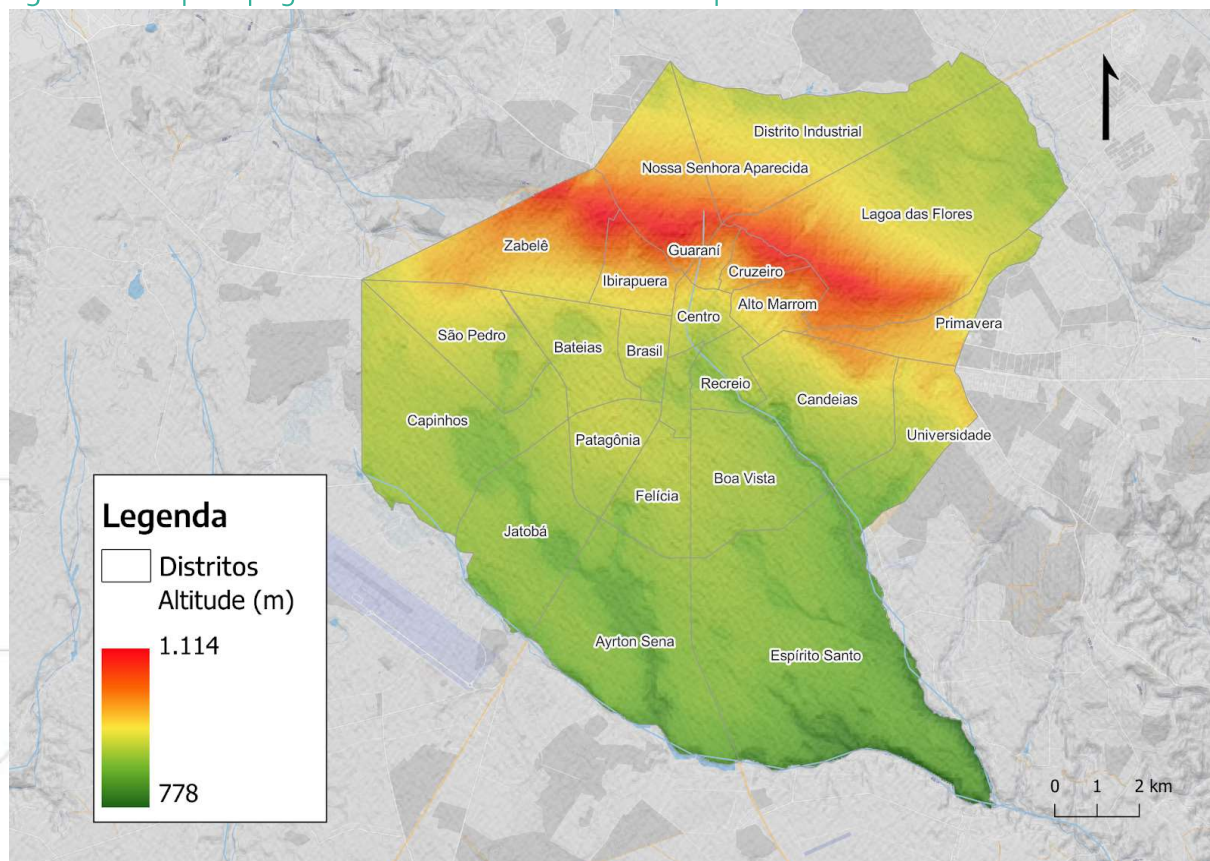 Distrito Industrial
Nossa Senhora Aparecida
Lagoa das Flores
Zabelê
Guaraní
Cruzeiro
Ibirapuera
Alto Marrom
Centro
Primavera
São Pedro
Bateias
Brasil
Recreio
Candeias
Capinhos
Universidade
Patagônia
Boa Vista
Felícia
Jatobá
Ayrton Sena
Espírito Santo
Legenda
Distritos
Altitude (m)
1.114
778
0 1 2 km